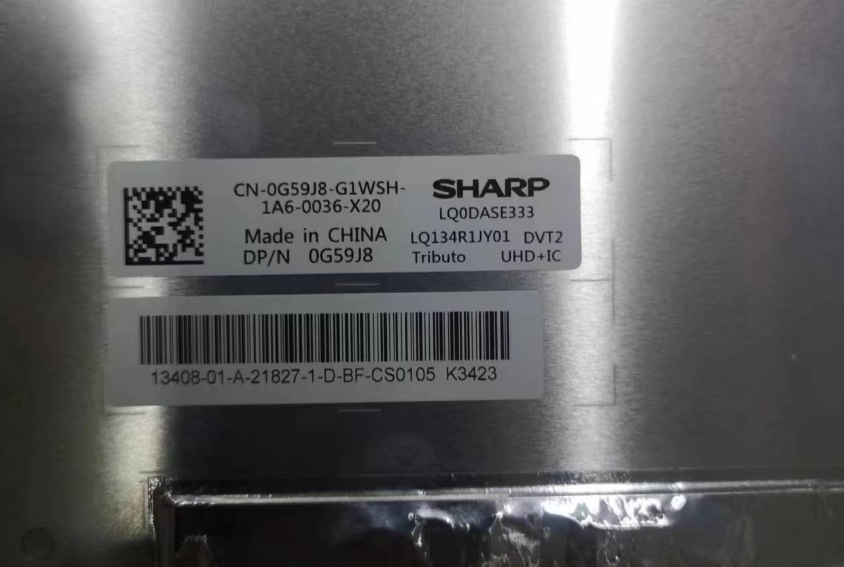 CN-0G59J8-G1WSH-
1A6-0036-X20
Made in CHINA
DP/N 0G59J8
SHARP
LQ0DASE333
LQ134R1JY01 DVT2
Tributo UHD+IC
13408-01-A-21827-1-D-BF-CS0105 K3423